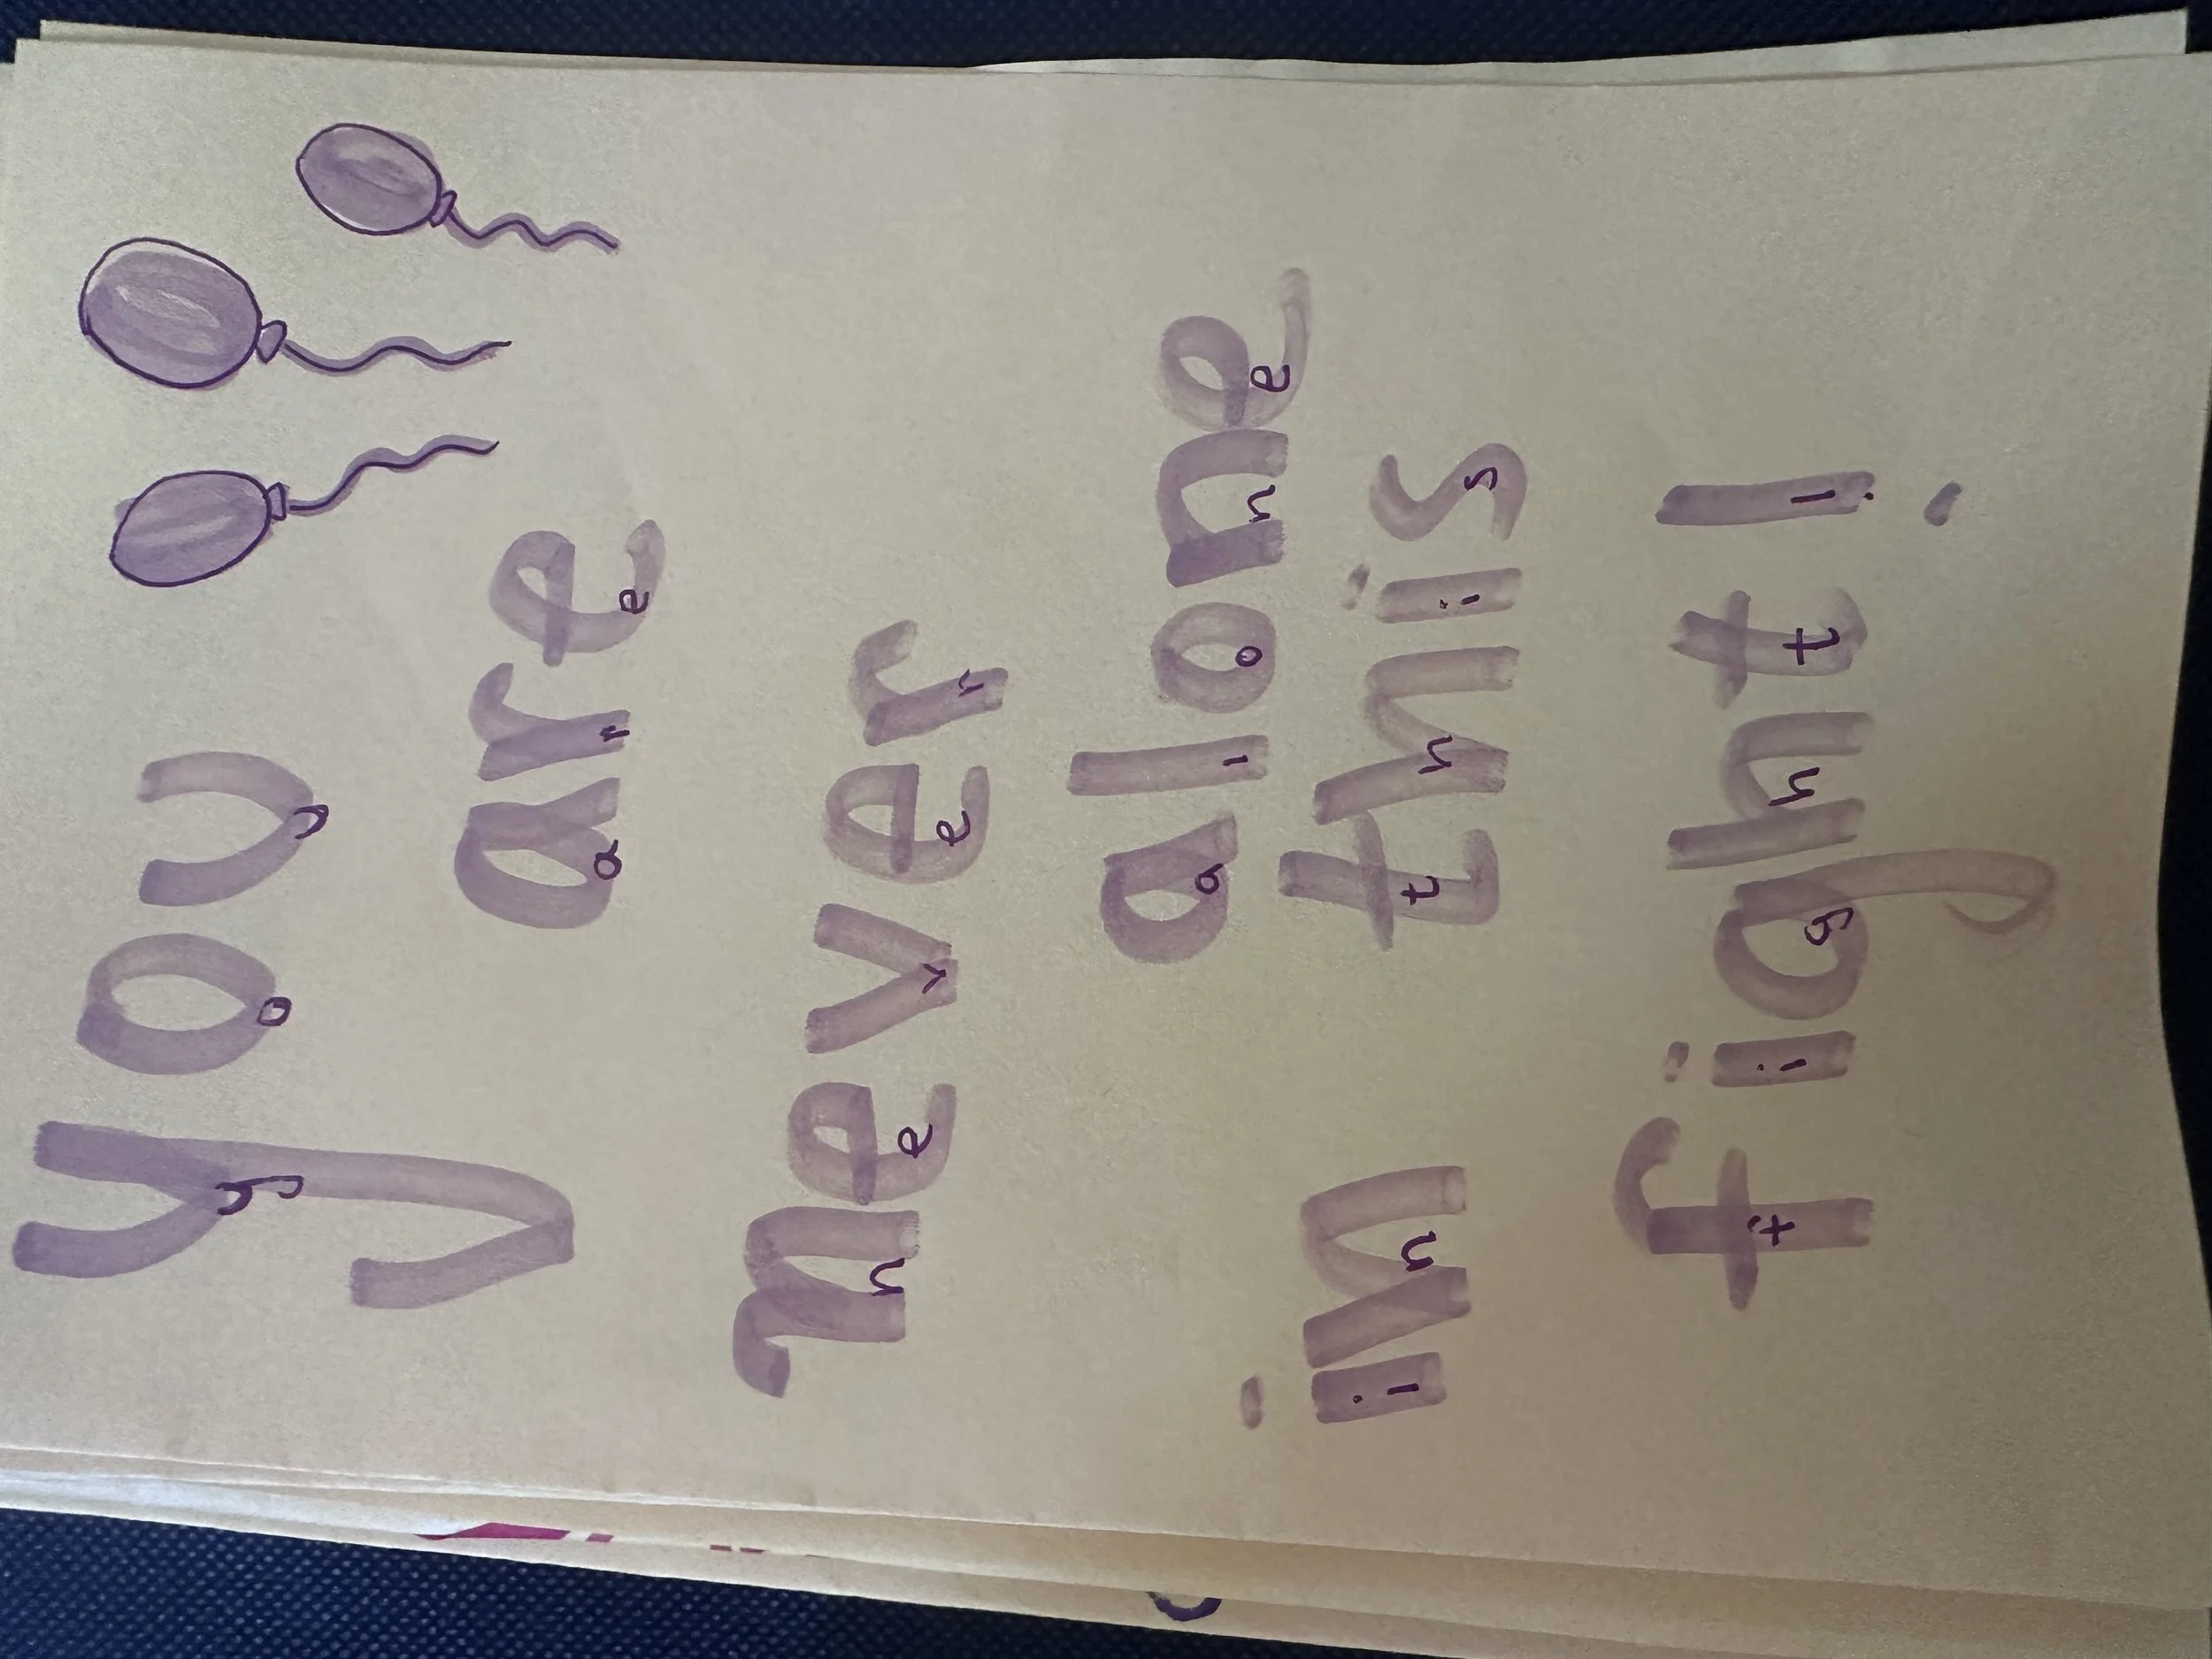 you
are
never
alone
in this
fight!